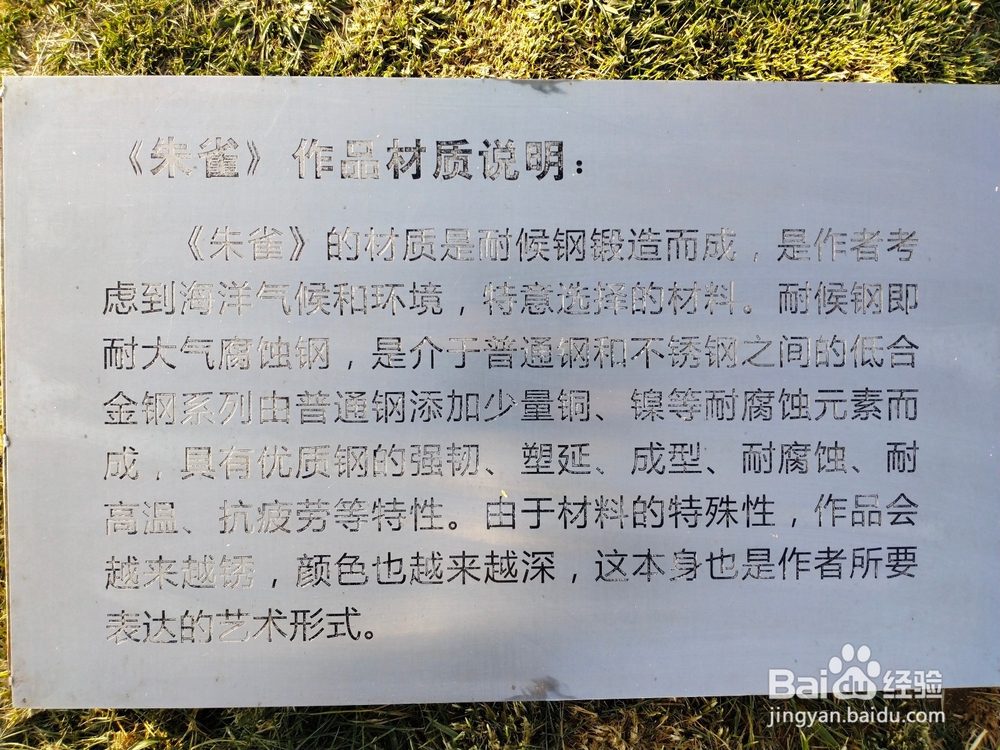 《朱雀》作品材质说明：
《朱雀》的材质是耐候钢锻造而成，是作者考
虑到海洋气候和环境，特意选择的材料。耐候钢即
耐大气腐蚀钢，是介于普通钢和不锈钢之间的低合
金钢系列由普通钢添加少量铜、镍等耐腐蚀元素而
成，具有优质钢的强韧、塑延、成型、耐腐蚀、耐
高温、抗疲劳等特性。由于材料的特殊性，作品会
越来越锈，颜色也越来越深，这本身也是作者所要
表达的艺术形式。
Baidu经验
jingyan.baidu.com